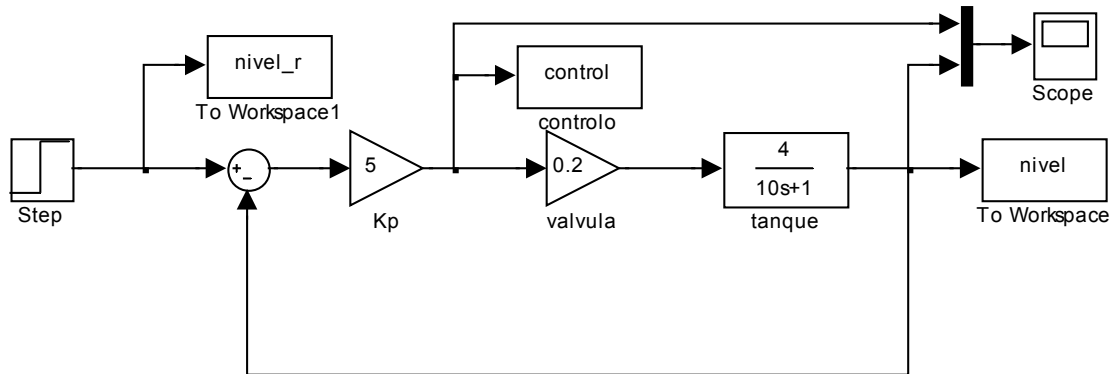 nivel_r
To Workspace1
control
controlo
Scope
Step
+
-
5
Kp
0.2
valvula
4
10s+1
tanque
nivel
To Workspace